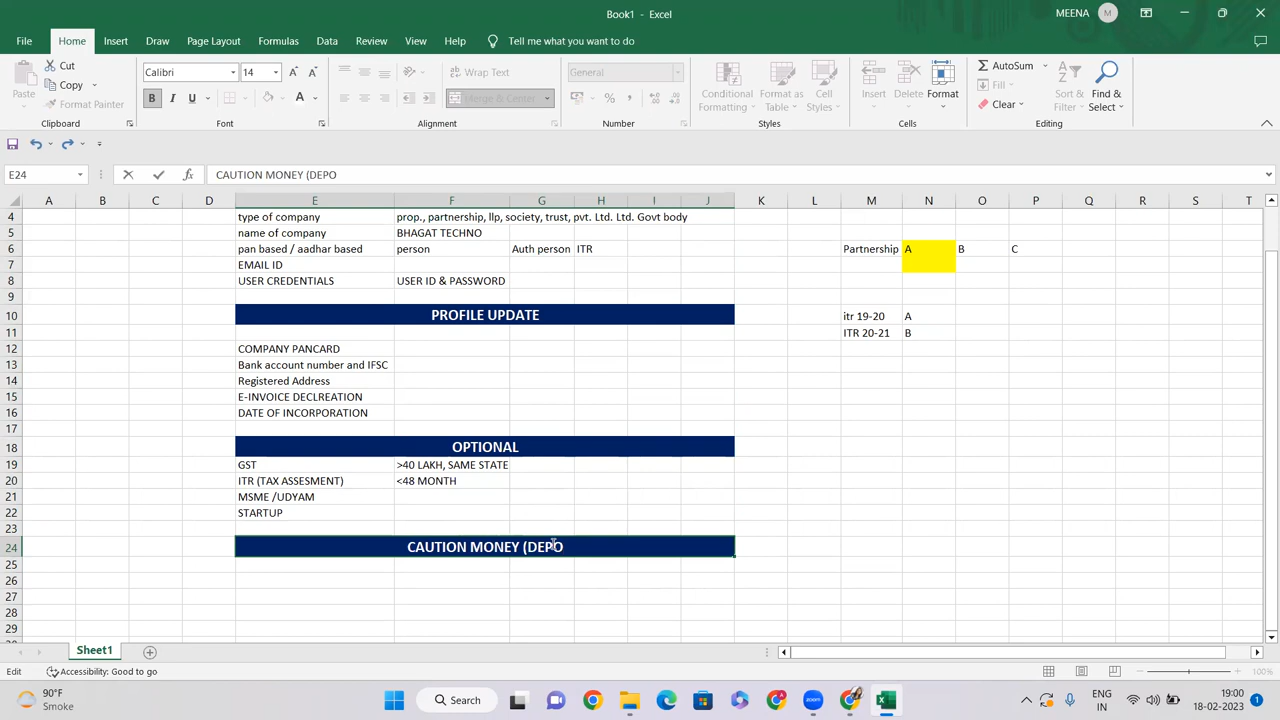 Book1 - Excel
MEENA M
File Home Insert Draw Page Layout Formulas Data Review View Help Tell me what you want to do
Paste
Cut
Copy
Format Painter
Clipboard
Calibri 14
B I U
Font
Wrap Text
Merge & Center
Alignment
General
Number
Conditional Formatting
Format as Table
Cell Styles
Styles
Insert Delete Format
Cells
AutoSum
Fill
Clear
Sort & Filter
Find & Select
Editing
E24 fx CAUTION MONEY (DEPO
A B C D E F G H I J K L M N O P Q R S T
4 type of company prop., partnership, llp, society, trust, pvt. Ltd. Ltd. Govt body
5 name of company BHAGAT TECHNO
6 pan based / aadhar based person Auth person ITR Partnership A B C
7 EMAIL ID
8 USER CREDENTIALS USER ID & PASSWORD
9
10 PROFILE UPDATE itr 19-20 A
11 ITR 20-21 B
12 COMPANY PANCARD
13 Bank account number and IFSC
14 Registered Address
15 E-INVOICE DECLREATION
16 DATE OF INCORPORATION
17
18 OPTIONAL
19 GST >40 LAKH, SAME STATE
20 ITR (TAX ASSESMENT) <48 MONTH
21 MSME /UDYAM
22 STARTUP
23
24 CAUTION MONEY (DEPO
25
26
27
28
29
Sheet1
Edit Accessibility: Good to go 100%
90°F
Smoke
Search
ENG
IN
19:00
18-02-2023
1